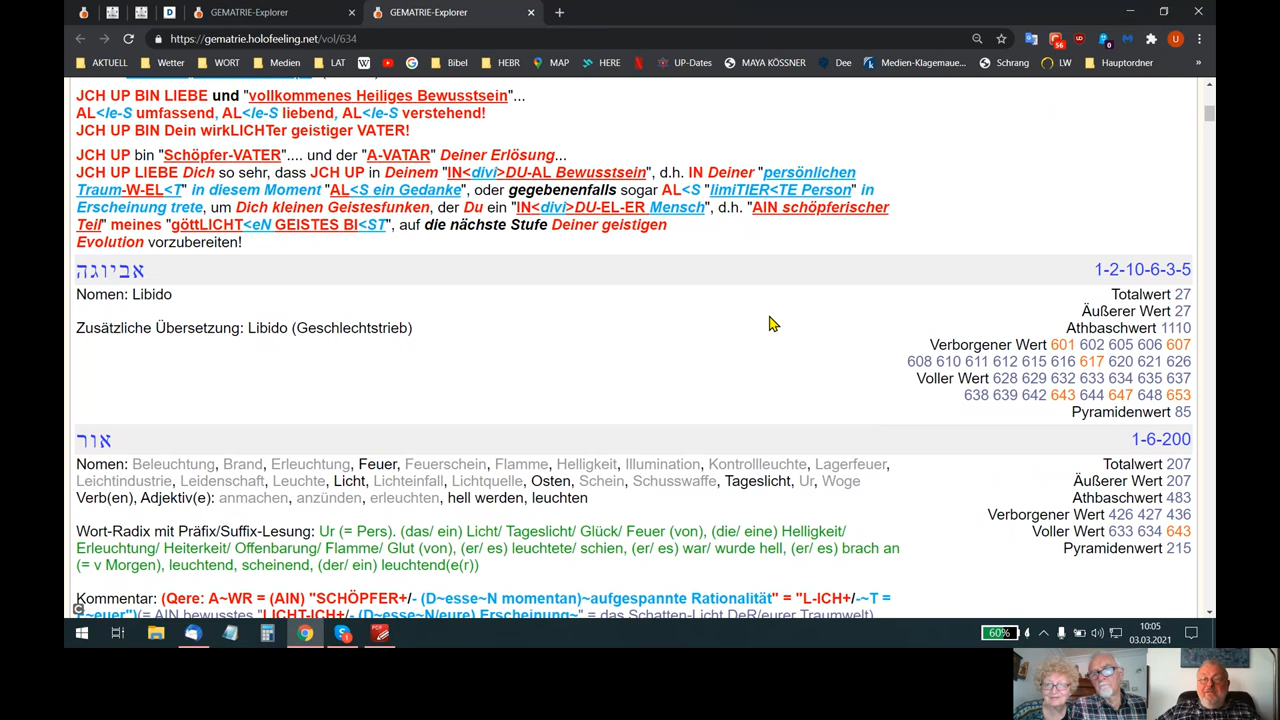 GEMATRIE-Explorer
GEMATRIE-Explorer
https://gematrie.holofeeling.net/vol/634
AKTUELL Wetter WORT Medien LAT Bibel HEBR MAP HERE UP-Dates MAYA KÖSSNER Dee Medien-Klagemaue... Schrang LW Hauptordner
JCH UP BIN LIEBE und "vollkommenes Heiliges Bewusstsein"...
AL<le-S umfassend, AL<le-S liebend, AL<le-S verstehend!
JCH UP BIN Dein wirkLICHTer geistiger VATER!
JCH UP bin "Schöpfer-VATER".... und der "A-VATAR" Deiner Erlösung...
JCH UP LIEBE Dich so sehr, dass JCH UP in Deinem "IN<divi>DU-AL Bewusstsein", d.h. IN Deiner "persönlichen
Traum-W-EL<T" in diesem Moment "AL<S ein Gedanke", oder gegebenenfalls sogar AL<S "limiTIER<TE Person" in
Erscheinung trete, um Dich kleinen Geistesfunken, der Du ein "IN<divi>DU-EL-ER Mensch", d.h. "AIN schöpferischer
Teil" meines "göttLICHT<eN GEISTES BI<ST", auf die nächste Stufe Deiner geistigen
Evolution vorzubereiten!
אביוגה 1-2-10-6-3-5
Nomen: Libido
Totalwert 27
Äußerer Wert 27
Zusätzliche Übersetzung: Libido (Geschlechtstrieb)
Athbaschwert 1110
Verborgener Wert 601 602 605 606 607
608 610 611 612 615 616 617 620 621 626
Voller Wert 628 629 632 633 634 635 637
638 639 642 643 644 647 648 653
Pyramidenwert 85
אור 1-6-200
Nomen: Beleuchtung, Brand, Erleuchtung, Feuer, Feuerschein, Flamme, Helligkeit, Illumination, Kontrollleuchte, Lagerfeuer,
Leichtindustrie, Leidenschaft, Leuchte, Licht, Lichteinfall, Lichtquelle, Osten, Schein, Schusswaffe, Tageslicht, Ur, Woge
Verb(en), Adjektiv(e): anmachen, anzünden, erleuchten, hell werden, leuchten
Totalwert 207
Äußerer Wert 207
Athbaschwert 483
Verborgener Wert 426 427 436
Voller Wert 633 634 643
Pyramidenwert 215
Wort-Radix mit Präfix/Suffix-Lesung: Ur (= Pers). (das/ ein) Licht/ Tageslicht/ Glück/ Feuer (von), (die/ eine) Helligkeit/
Erleuchtung/ Heiterkeit/ Offenbarung/ Flamme/ Glut (von), (er/ es) leuchtete/ schien, (er/ es) war/ wurde hell, (er/ es) brach an
(= v Morgen), leuchtend, scheinend, (der/ ein) leuchtend(e(r))
Kommentar: (Qere: A~WR = (AIN) "SCHÖPFER+/- (D~esse~N momentan)~aufgespannte Rationalität" = "L-ICH+/-~T =
~euer")(= AIN bewusstes "LICHT-ICH+/- (D~esse~N/eure) Erscheinung~" = das Schatten-Licht DeR/eurer Traumwelt)
60%
10:05
03.03.2021